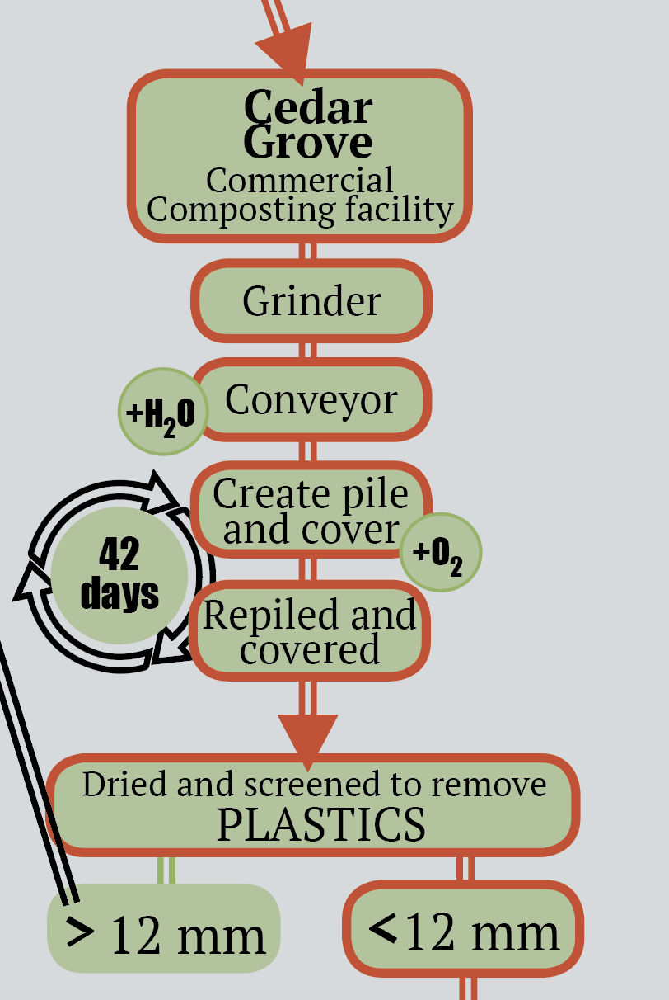 Cedar
Grove
Commercial
Composting facility
Grinder
+H₂O
Conveyor
Create pile
and cover
+O₂
42
days
Repiled and
covered
Dried and screened to remove
PLASTICS
> 12 mm
<12 mm